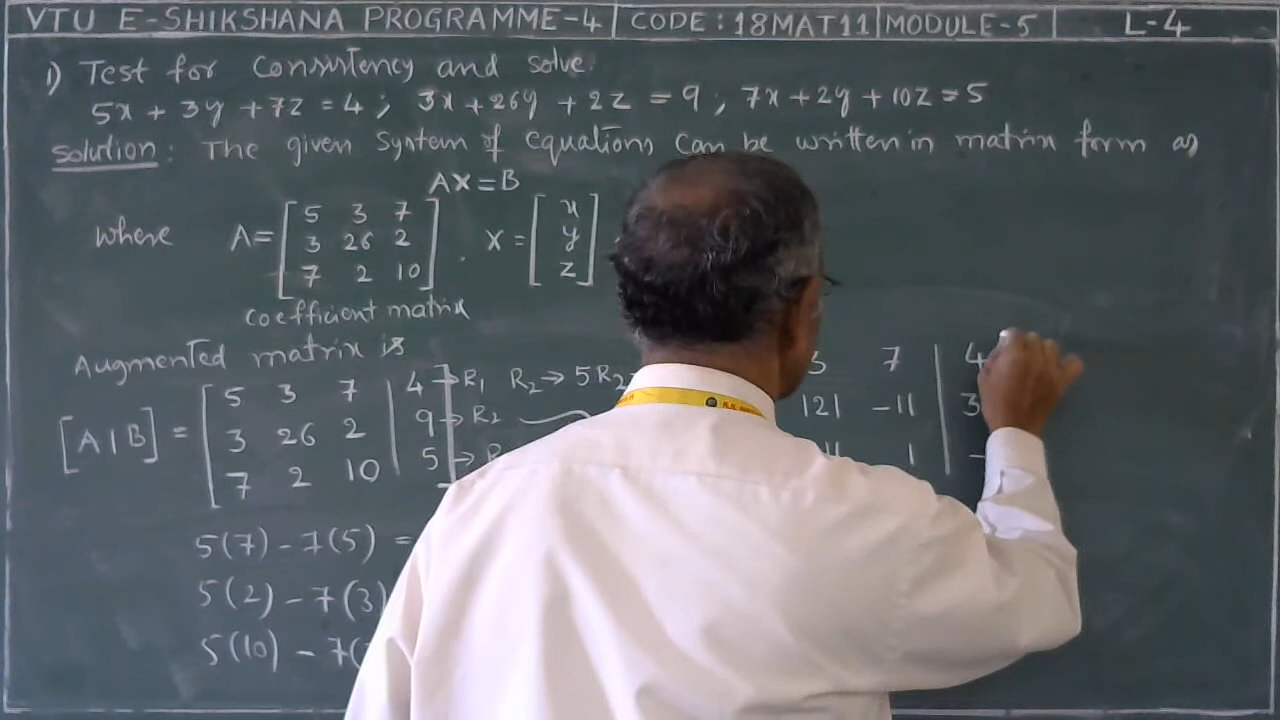 VTU E-SHIKSHANA PROGRAMME-4 | CODE : 18MAT11 | MODULE-5 | L-4
1) Test for Consistency and solve.
5x + 3y + 7z = 4 ; 3x + 26y + 2z = 9 ; 7x + 2y + 10z = 5
Solution : The given System of equations can be written in matrix form as
AX = B
where A = [ 5 3 7
3 26 2
7 2 10 ] . X = [ x
y
z ]
coefficient matrix
Augmented matrix is
[A | B] = [ 5 3 7 | 4 ] → R1 R2 → 5R2
3 26 2 | 9 → R2
7 2 10 | 5 →
3 7 | 4
121 -11 | 3
1 | -
5(7) - 7(5) =
5(2) - 7(3)
5(10) - 7(